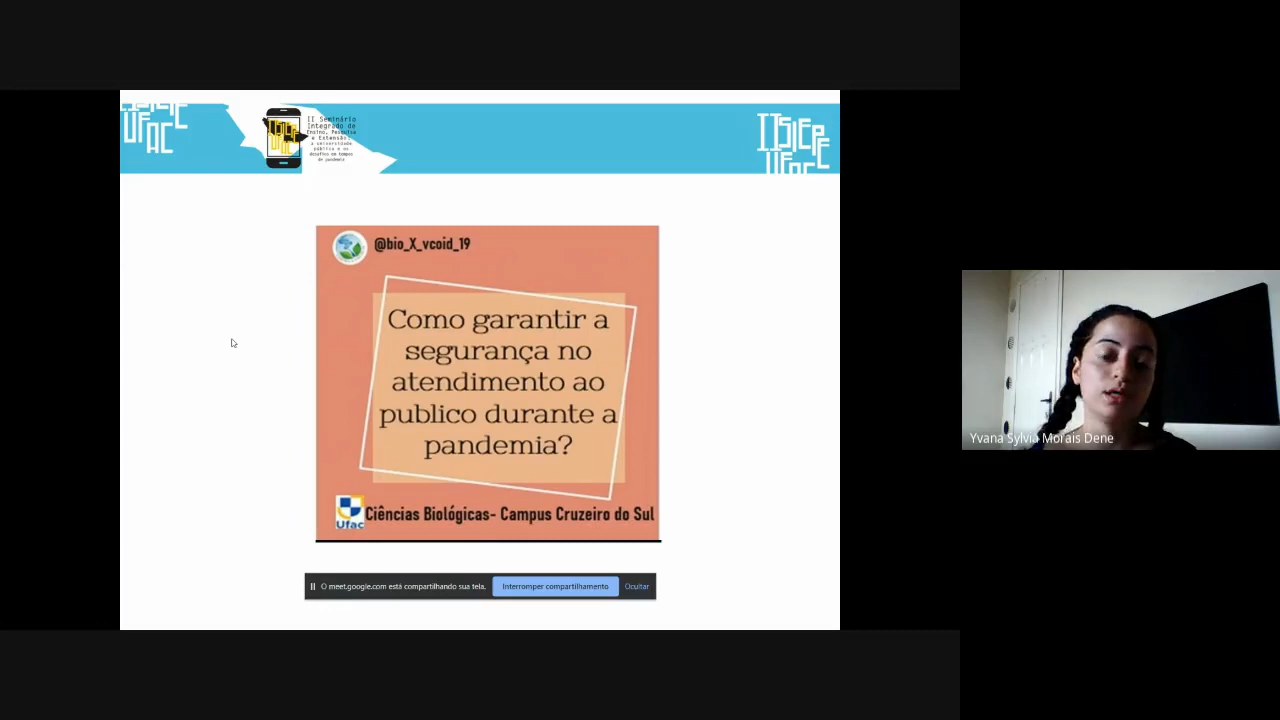 UFAC
IISIEPE
UFAC
II Seminário
Integrado de
Ensino, Pesquisa
e Extensão:
a universidade
pública e os
desafios em tempos
de pandemia
IISIEPE
UFAC
@bio_X_vcoid_19
Como garantir a
segurança no
atendimento ao
publico durante a
pandemia?
Ufac
Ciências Biológicas- Campus Cruzeiro do Sul
O meet.google.com está compartilhando sua tela.
Interromper compartilhamento
Ocultar
Yvana Sylvia Morais Dene